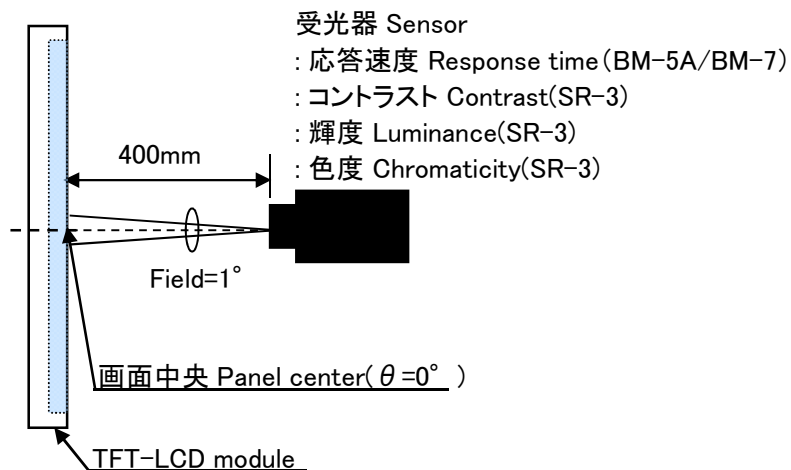 受光器 Sensor
: 応答速度 Response time(BM-5A/BM-7)
: コントラスト Contrast(SR-3)
: 輝度 Luminance(SR-3)
: 色度 Chromaticity(SR-3)
400mm
Field=1°
画面中央 Panel center(θ=0° )
TFT-LCD module